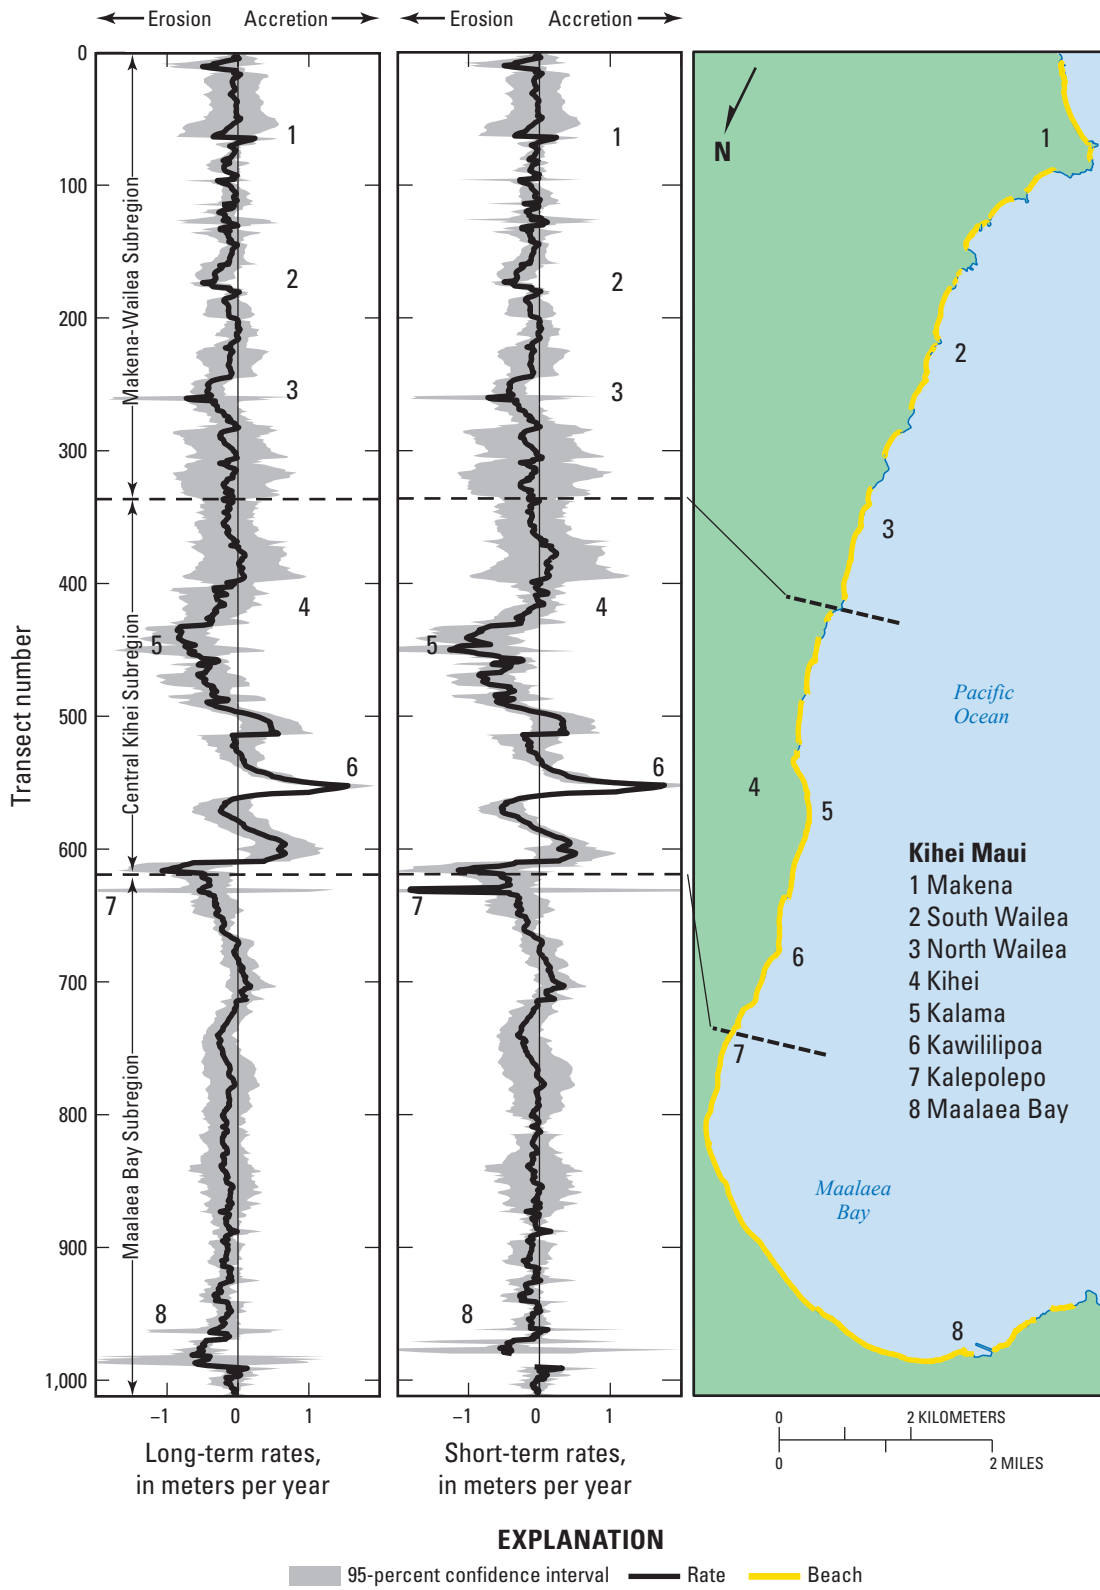 Erosion Accretion
Erosion Accretion
Transect number
0
100
200
300
400
500
600
700
800
900
1,000
Makena-Wailea Subregion
Central Kihei Subregion
Maalaea Bay Subregion
1
2
3
4
5
6
7
8
−1 0 1
Long-term rates,
in meters per year
1
2
3
4
5
6
7
8
−1 0 1
Short-term rates,
in meters per year
N
1
2
3
4
5
6
7
8
Pacific
Ocean
Maalaea
Bay
Kihei Maui
1 Makena
2 South Wailea
3 North Wailea
4 Kihei
5 Kalama
6 Kawililipoa
7 Kalepolepo
8 Maalaea Bay
0 2 KILOMETERS
0 2 MILES
EXPLANATION
95-percent confidence interval Rate Beach